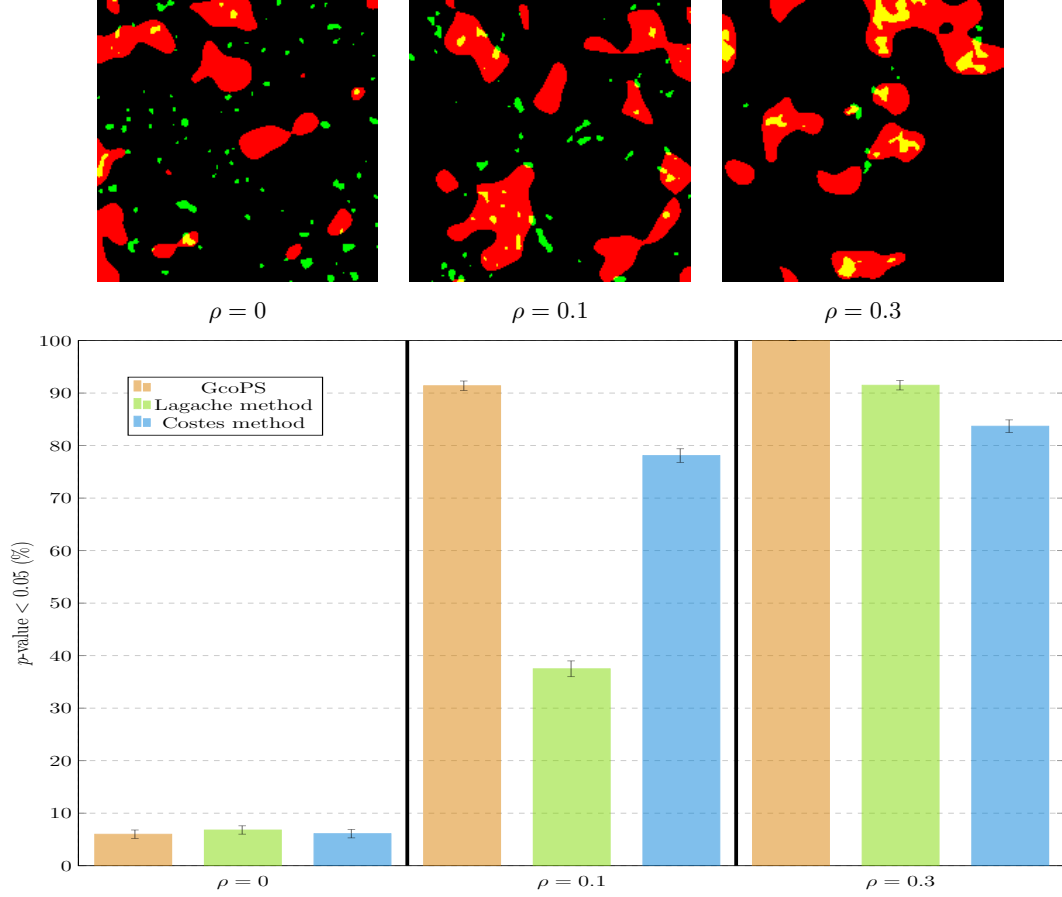 ρ = 0
ρ = 0.1
ρ = 0.3
100
90
80
70
60
50
40
30
20
10
0
p-value < 0.05 (%)
GcoPS
Lagache method
Costes method
ρ = 0
ρ = 0.1
ρ = 0.3